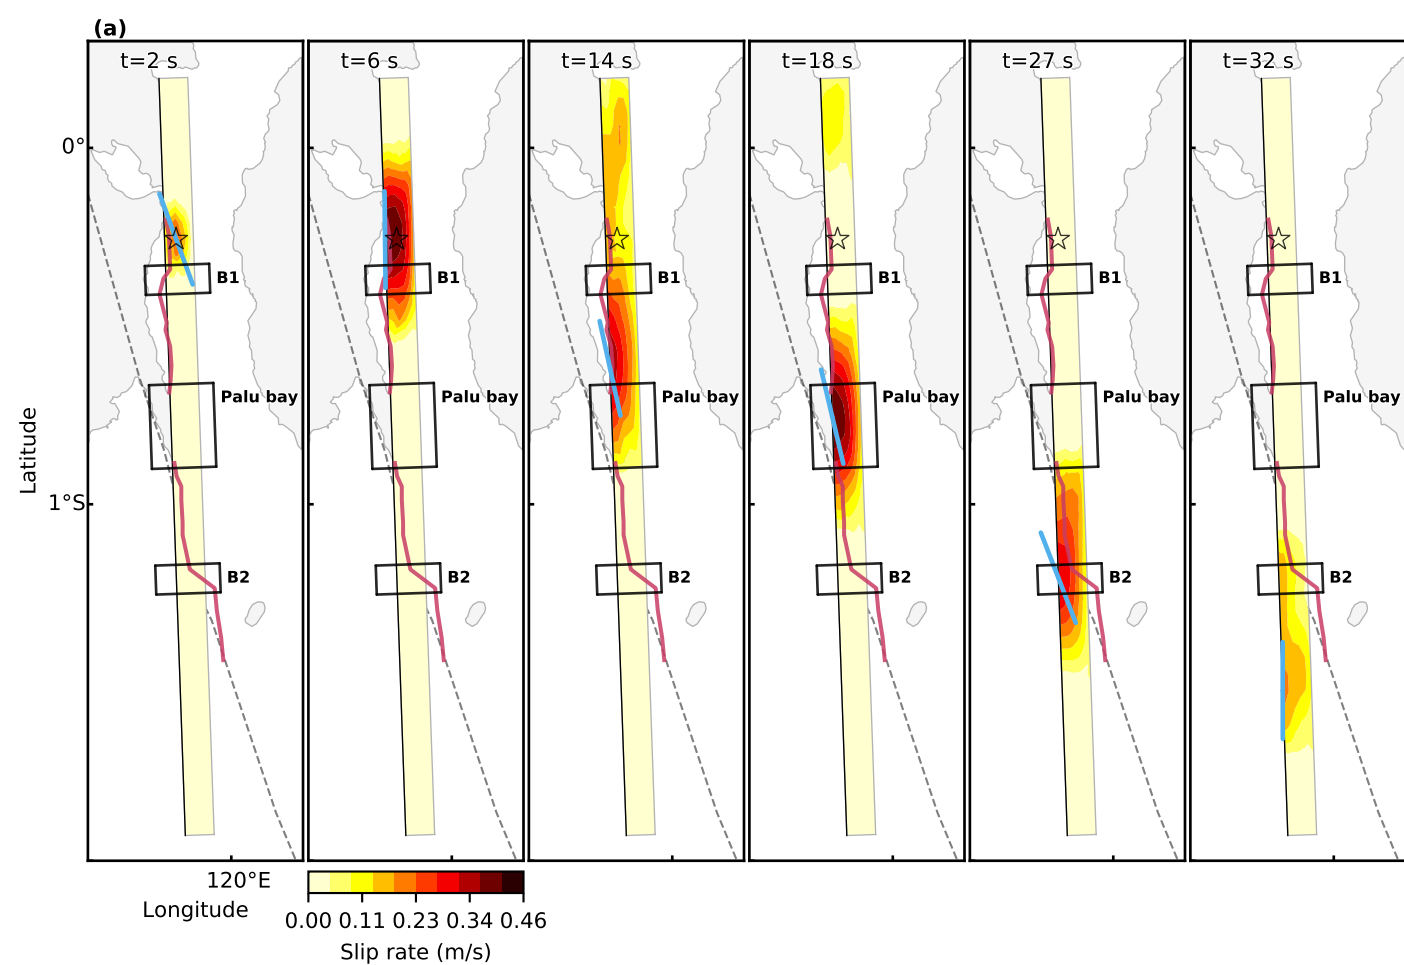 (a)
t=2 s
t=6 s
t=14 s
t=18 s
t=27 s
t=32 s
0°
B1
B1
B1
B1
B1
B1
Palu bay
Palu bay
Palu bay
Palu bay
Palu bay
Palu bay
Latitude
1°S
B2
B2
B2
B2
B2
B2
120°E
Longitude
0.00 0.11 0.23 0.34 0.46
Slip rate (m/s)